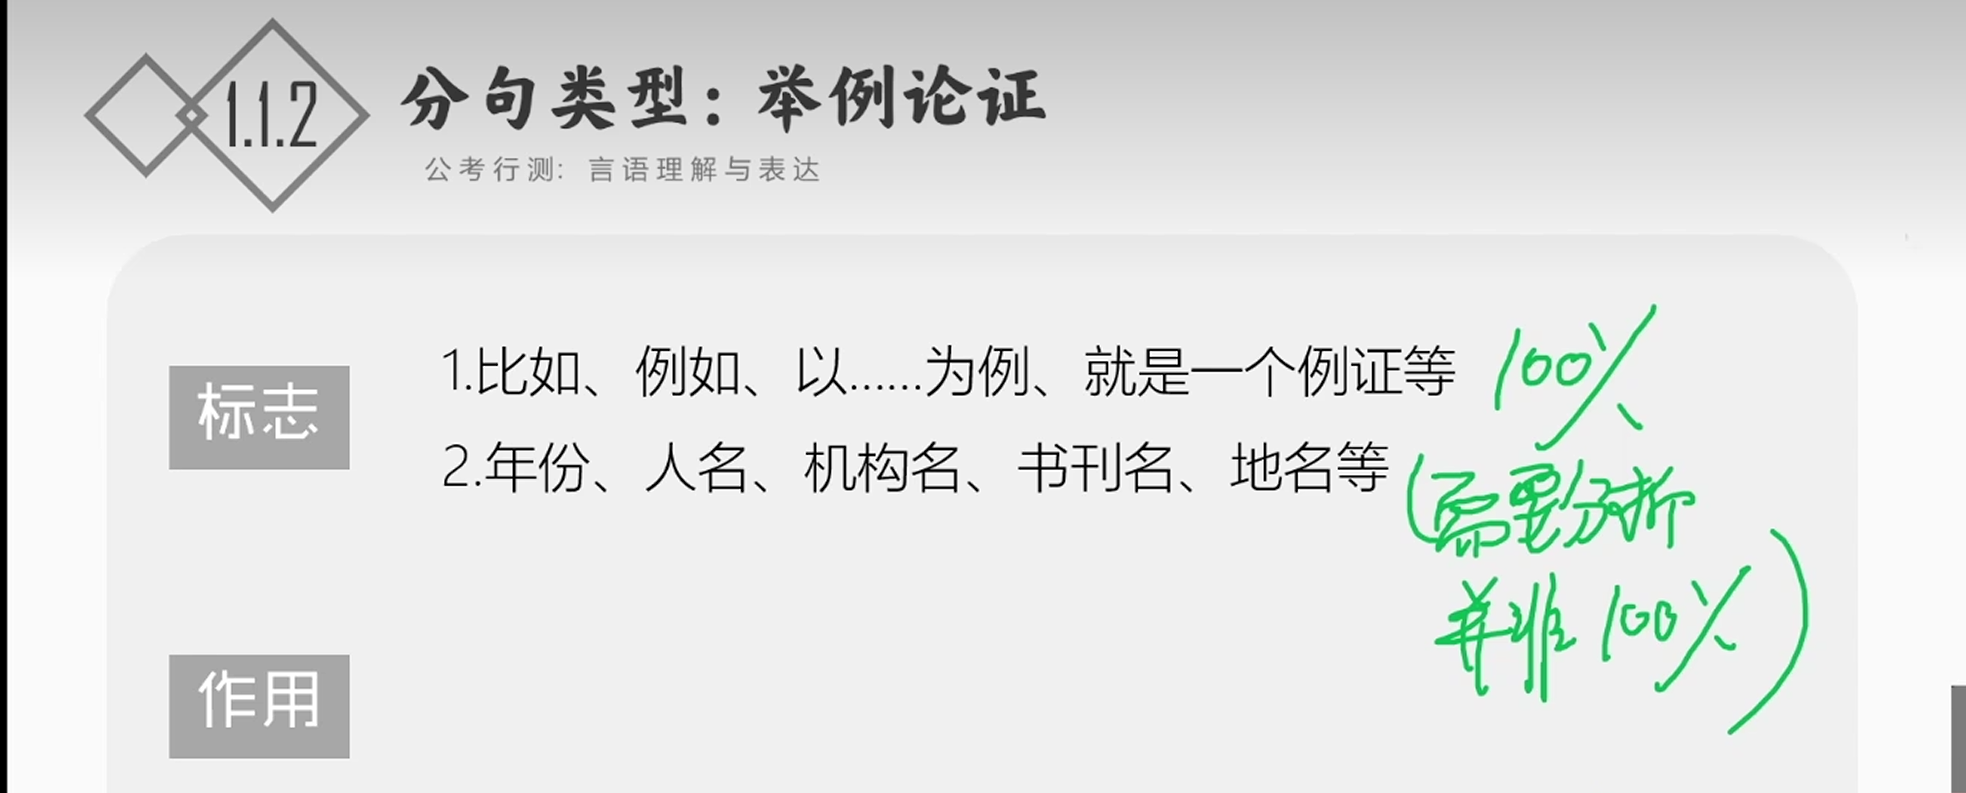 1.1.2
分句类型：举例论证
公考行测：言语理解与表达
标志
1.比如、例如、以……为例、就是一个例证等
100%
2.年份、人名、机构名、书刊名、地名等
(需要分析
并非100%)
作用